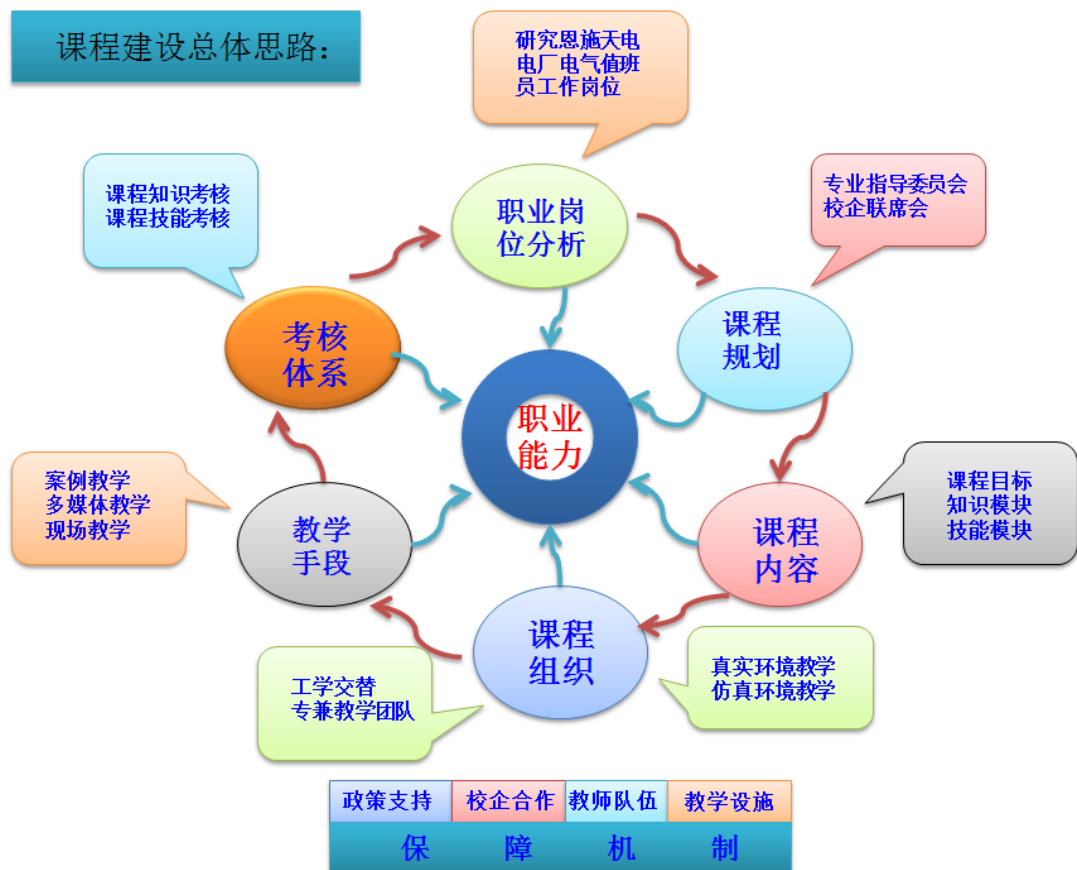 课程建设总体思路：
研究恩施天电
电厂电气值班
员工作岗位
课程知识考核
课程技能考核
职业岗
位分析
专业指导委员会
校企联席会
考核
体系
课程
规划
职业
能力
案例教学
多媒体教学
现场教学
教学
手段
课程
内容
课程目标
知识模块
技能模块
课程
组织
工学交替
专兼教学团队
真实环境教学
仿真环境教学
政策支持 校企合作 教师队伍 教学设施
保 障 机 制